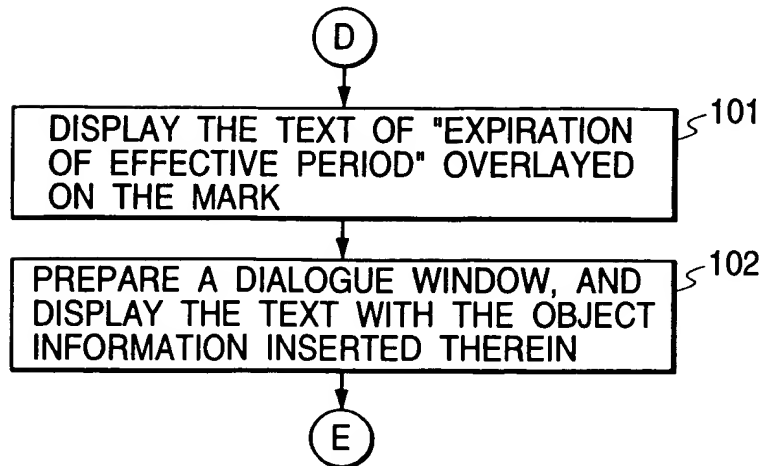 D
DISPLAY THE TEXT OF "EXPIRATION
OF EFFECTIVE PERIOD" OVERLAYED
ON THE MARK
101
PREPARE A DIALOGUE WINDOW, AND
DISPLAY THE TEXT WITH THE OBJECT
INFORMATION INSERTED THEREIN
102
E